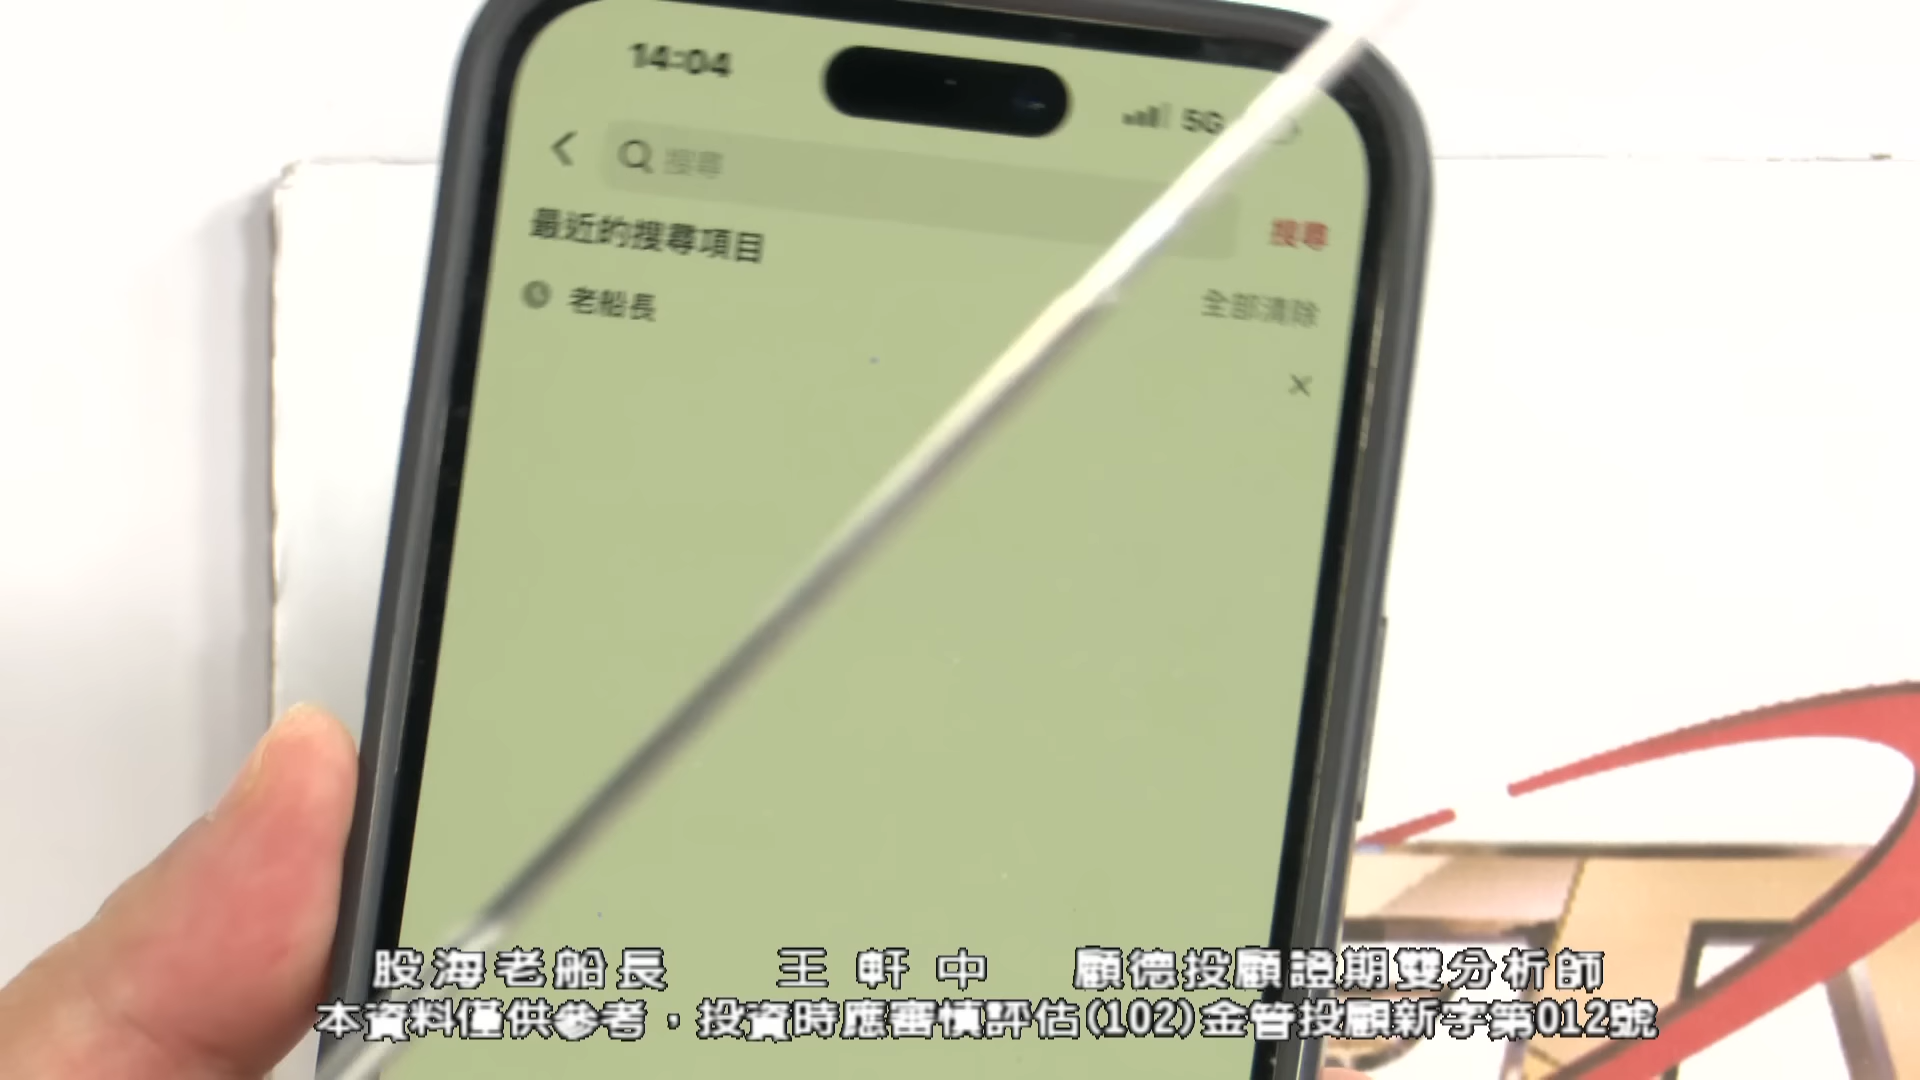 14:04
5G
搜尋
搜尋
最近的搜尋項目
老船長
全部清除
股海老船長 王軒中 顧德投顧證期雙分析師
本資料僅供參考,投資時應審慎評估(102)金管投顧新字第012號